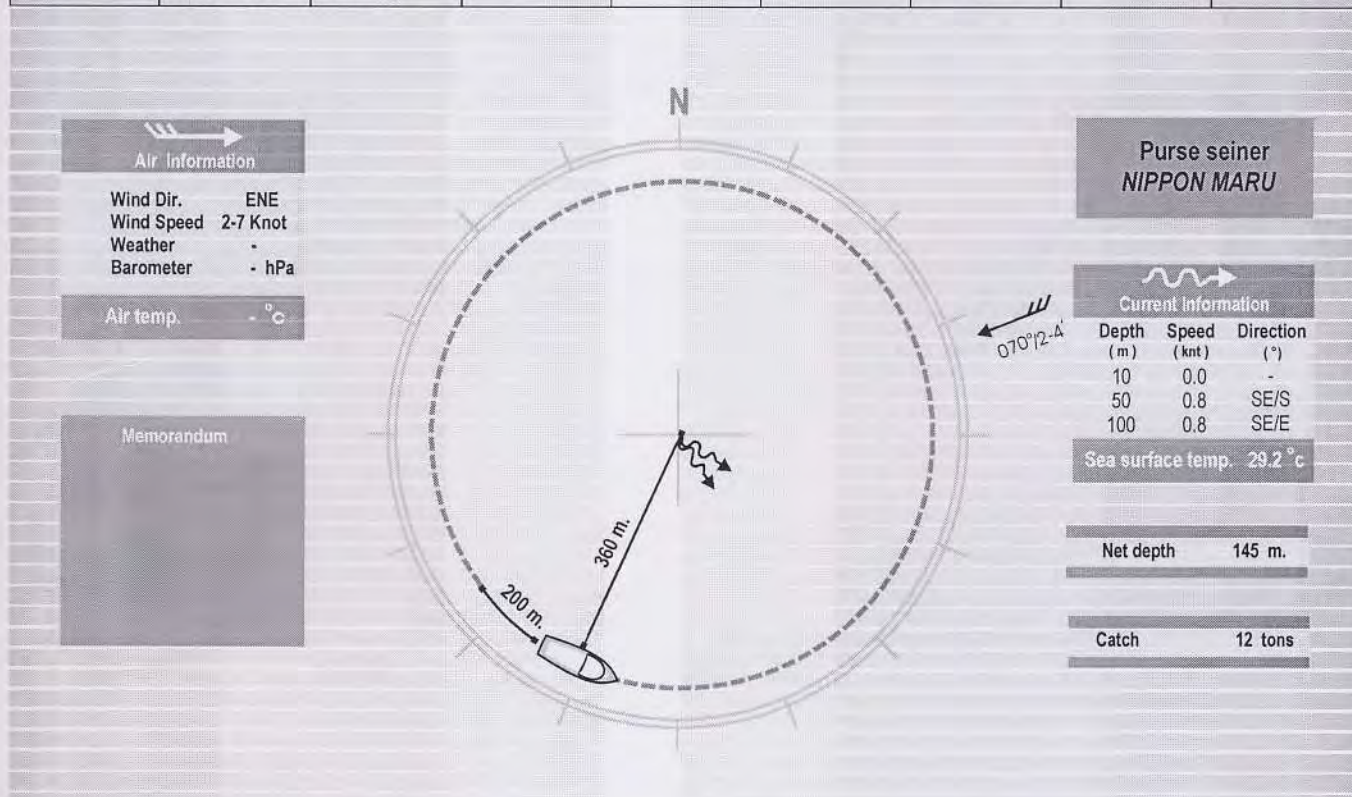 N
Air Information
Wind Dir. ENE
Wind Speed 2-7 Knot
Weather -
Barometer - hPa
Air temp. - °c
Memorandum
Purse seiner
NIPPON MARU
070°/2-4'
Current Information
Depth Speed Direction
(m) (knt) (°)
10 0.0 -
50 0.8 SE/S
100 0.8 SE/E
Sea surface temp. 29.2 °c
Net depth 145 m.
Catch 12 tons
360 m.
200 m.